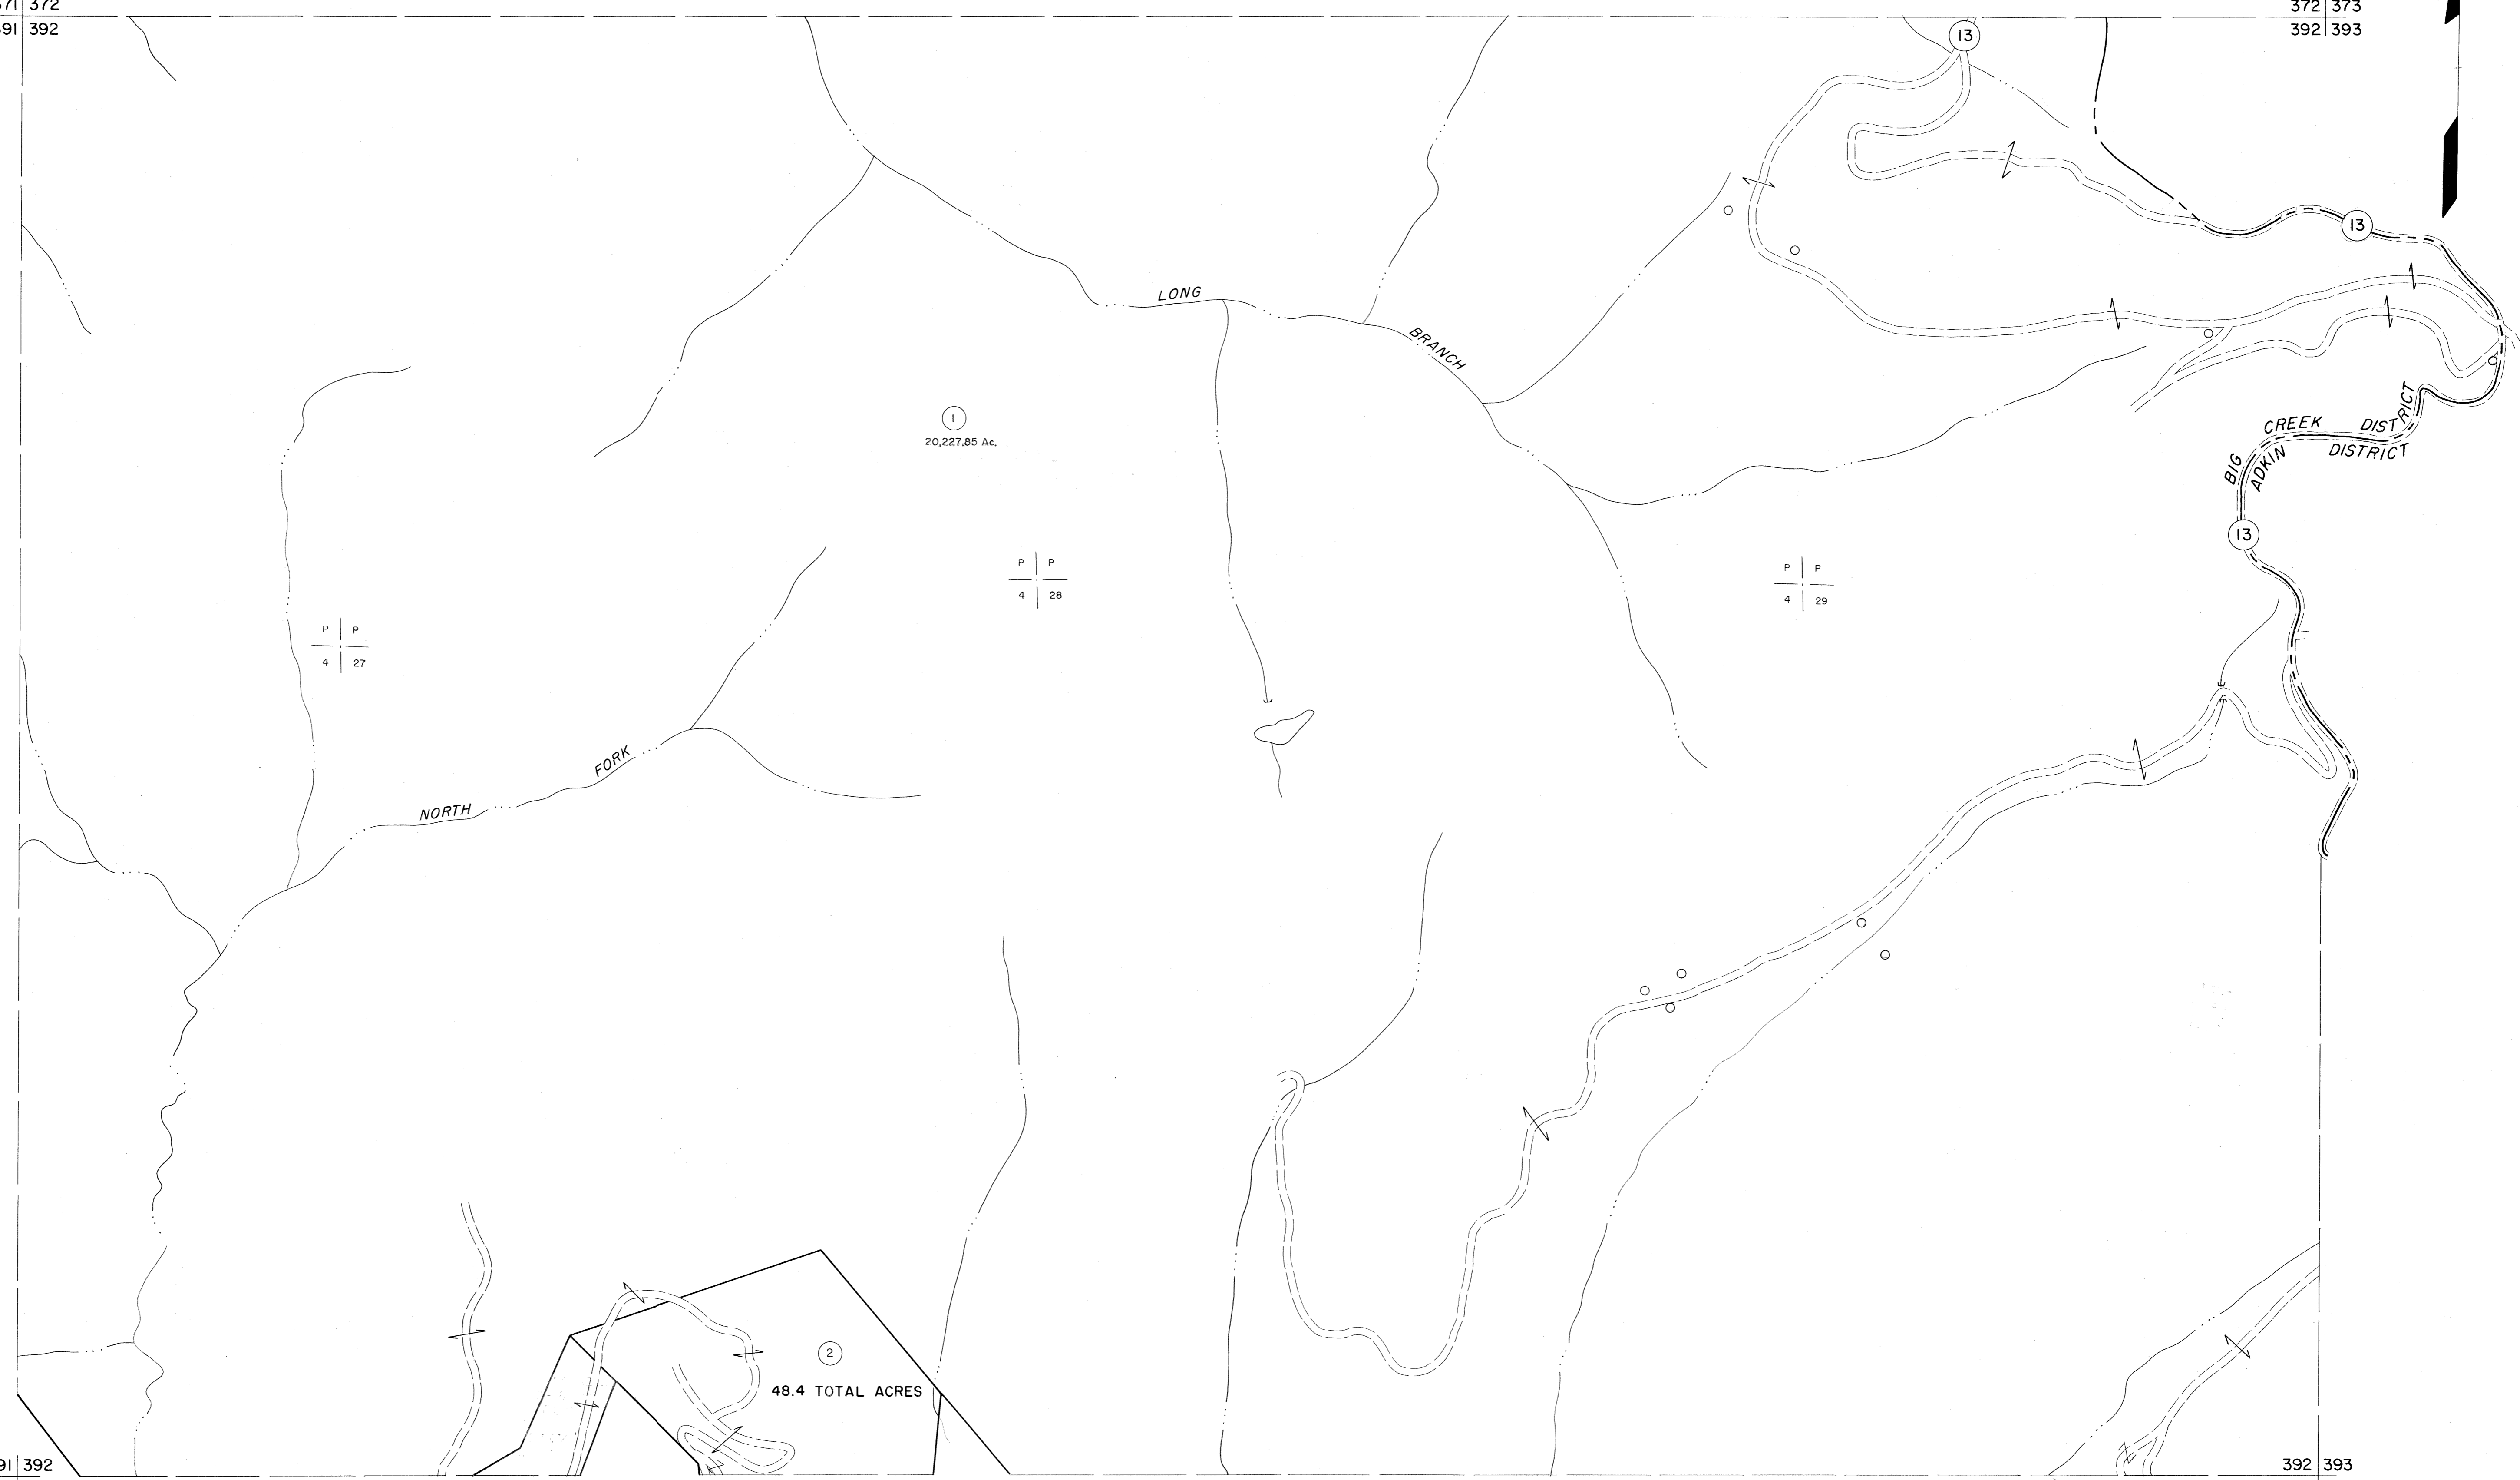 371 372
391 392
372 373
392 393
13
13
LONG
BRANCH
1
20,227.85 Ac.
BIG CREEK DISTRICT
ADKIN DISTRICT
13
P P
4 28
P P
4 29
P P
4 27
NORTH FORK
2
48.4 TOTAL ACRES
91 392
392 393